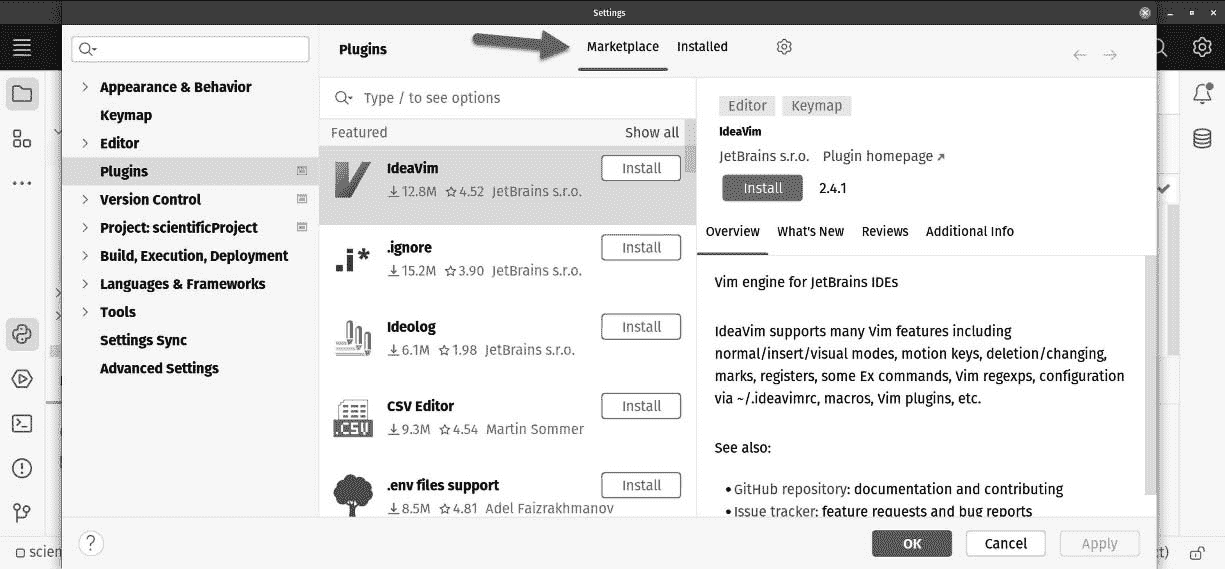 Settings
Plugins
Marketplace
Installed
Appearance & Behavior
Keymap
Editor
Plugins
Version Control
Project: scientificProject
Build, Execution, Deployment
Languages & Frameworks
Tools
Settings Sync
Advanced Settings
Type / to see options
Featured
Show all
IdeaVim
Install
12.8M 4.52 JetBrains s.r.o.
.i*
.ignore
Install
15.2M 3.90 JetBrains s.r.o.
Ideolog
Install
6.1M 1.98 JetBrains s.r.o.
.CSV
CSV Editor
Install
9.3M 4.54 Martin Sommer
.env files support
Install
8.5M 4.81 Adel Faizrakhmanov
Editor Keymap
IdeaVim
JetBrains s.r.o. Plugin homepage
Install 2.4.1
Overview What's New Reviews Additional Info
Vim engine for JetBrains IDEs
IdeaVim supports many Vim features including
normal/insert/visual modes, motion keys, deletion/changing,
marks, registers, some Ex commands, Vim regexps, configuration
via ~/.ideavimrc, macros, Vim plugins, etc.
See also:
• GitHub repository: documentation and contributing
• Issue tracker: feature requests and bug reports
?
OK
Cancel
Apply
scien